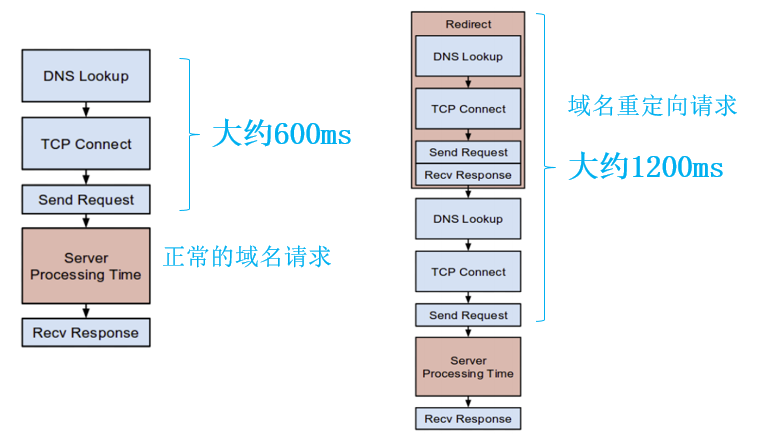 DNS Lookup
TCP Connect
Send Request
Server
Processing Time
Recv Response
大约600ms
正常的域名请求
Redirect
DNS Lookup
TCP Connect
Send Request
Recv Response
DNS Lookup
TCP Connect
Send Request
Server
Processing Time
Recv Response
域名重定向请求
大约1200ms